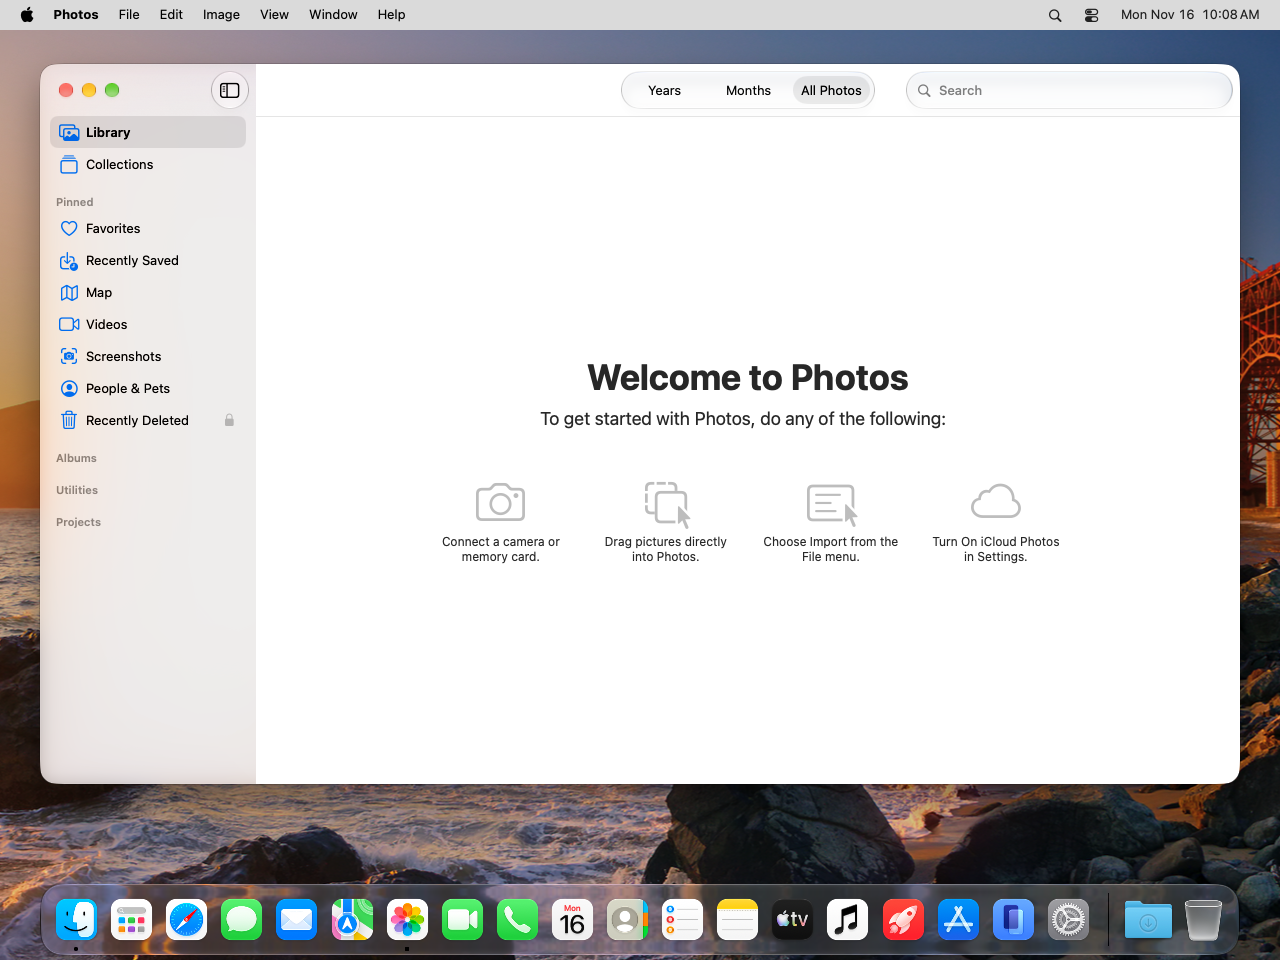 Photos File Edit Image View Window Help Mon Nov 16 10:08 AM
Years Months All Photos Search
Library
Collections
Pinned
Favorites
Recently Saved
Map
Videos
Screenshots
People & Pets
Recently Deleted
Albums
Utilities
Projects
Welcome to Photos
To get started with Photos, do any of the following:
Connect a camera or
memory card.
Drag pictures directly
into Photos.
Choose Import from the
File menu.
Turn On iCloud Photos
in Settings.
Mon
16
tv